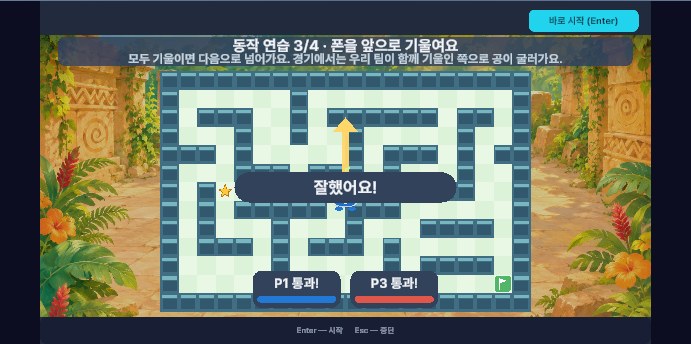 바로 시작 (Enter)
동작 연습 3/4 · 폰을 앞으로 기울여요
모두 기울이면 다음으로 넘어가요. 경기에서는 우리 팀이 함께 기울인 쪽으로 공이 굴러가요.
잘했어요!
P1 통과!
P3 통과!
Enter — 시작 Esc — 중단